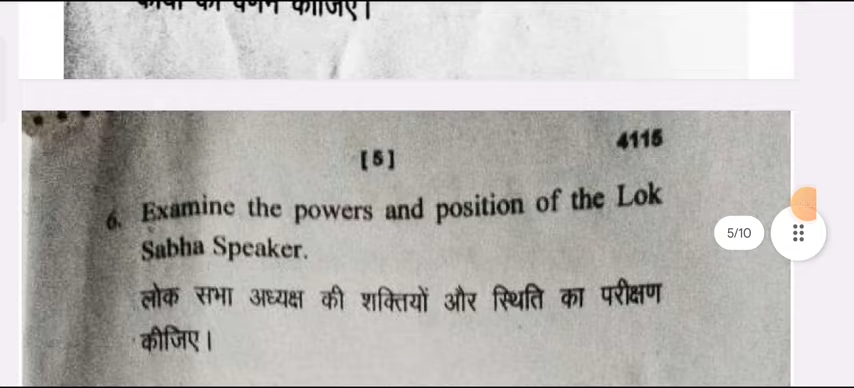 [5]
4115
6. Examine the powers and position of the Lok
Sabha Speaker.
लोक सभा अध्यक्ष की शक्तियों और स्थिति का परीक्षण
कीजिए।
5/10